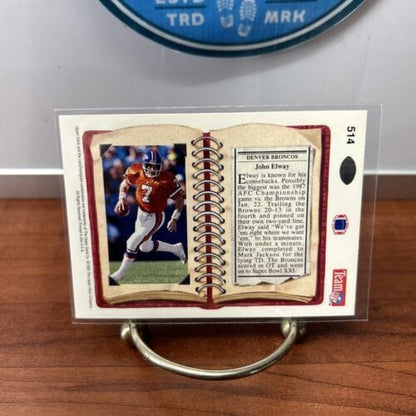 ESTD
TRD
MRK
514
DENVER BRONCOS
John Elway
Elway is known for his
comebacks. Possibly
the biggest was the 1987
AFC Championship
game vs. the Browns on
Jan. 22. Trailing the
Browns 20-13 in the
fourth and pinned on
their own two-yard line,
Elway said "We've got
'em right where we want
'em," to his teammates.
With under a minute,
Elway completed to
Mark Jackson for the
tying TD. The Broncos
scored in OT and went
on to Super Bowl XXI.
7
Team
NFL